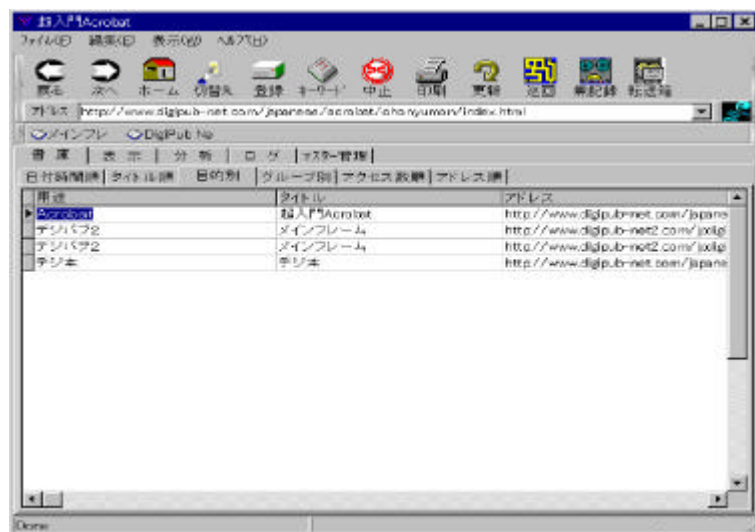 超入門Acrobat
ファイル(F) 編集(E) 表示(W) ヘルプ(H)
戻る 次へ ホーム 切替え 登録 キーワード 中止 印刷 更新 巡回 転送箱
アドレス http://www.digipub-net.com/japanese/acrobat/chonyumon/index.html
メインフレ DigiPub Ne
書庫 表示 分析 ログ マスター管理
日付時間順 タイトル順 目的別 グループ別 アクセス数順 アドレス順
用途 タイトル アドレス
Acrobat 超入門Acrobat http://www.digipub-net.com/japane
デジパブ2 メインフレーム http://www.digipub-net2.com/
デジパブ2 メインフレーム http://www.digipub-net2.com/
デジ本 デジ本 http://www.digipub-net.com/japane
Done